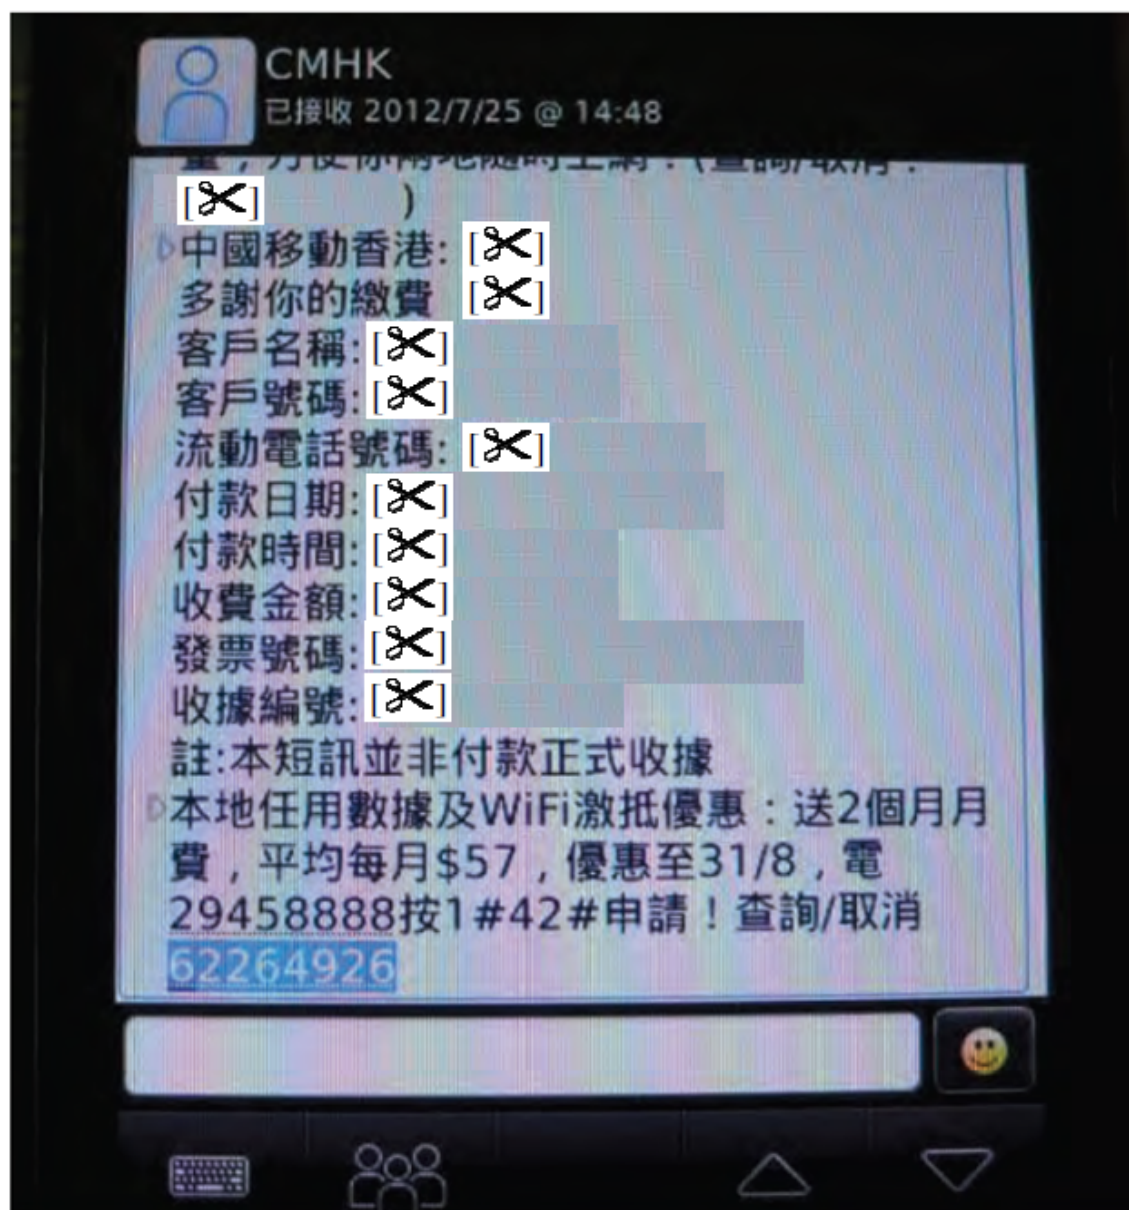 CMHK
已接收 2012/7/25 @ 14:48
[✂] )
中國移動香港: [✂]
多謝你的繳費 [✂]
客戶名稱: [✂]
客戶號碼: [✂]
流動電話號碼: [✂]
付款日期: [✂]
付款時間: [✂]
收費金額: [✂]
發票號碼: [✂]
收據編號: [✂]
註:本短訊並非付款正式收據
本地任用數據及WiFi激抵優惠：送2個月月
費，平均每月$57，優惠至31/8，電
29458888按1#42#申請！查詢/取消
62264926